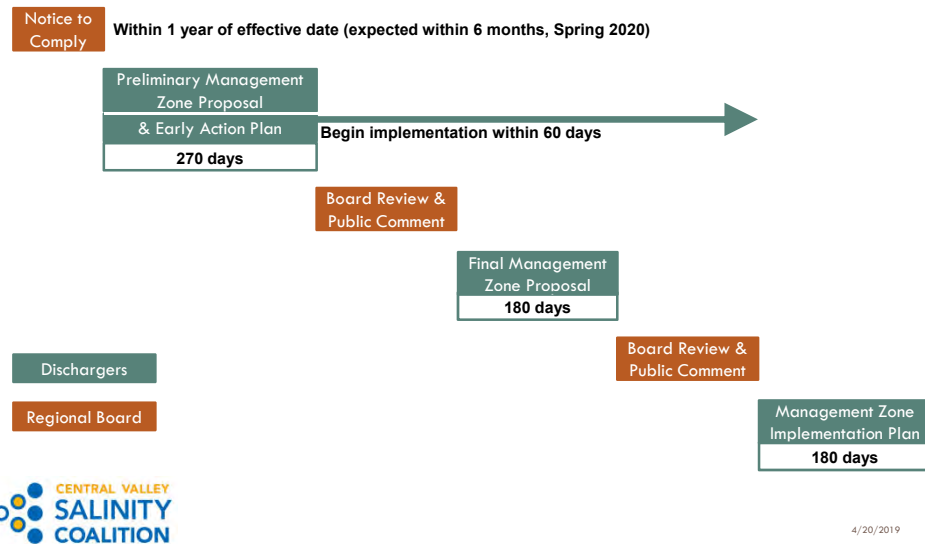 Notice to
Comply
Within 1 year of effective date (expected within 6 months, Spring 2020)
Preliminary Management
Zone Proposal
& Early Action Plan
270 days
Begin implementation within 60 days
Board Review &
Public Comment
Final Management
Zone Proposal
180 days
Board Review &
Public Comment
Management Zone
Implementation Plan
180 days
Dischargers
Regional Board
CENTRAL VALLEY
SALINITY
COALITION
4/20/2019